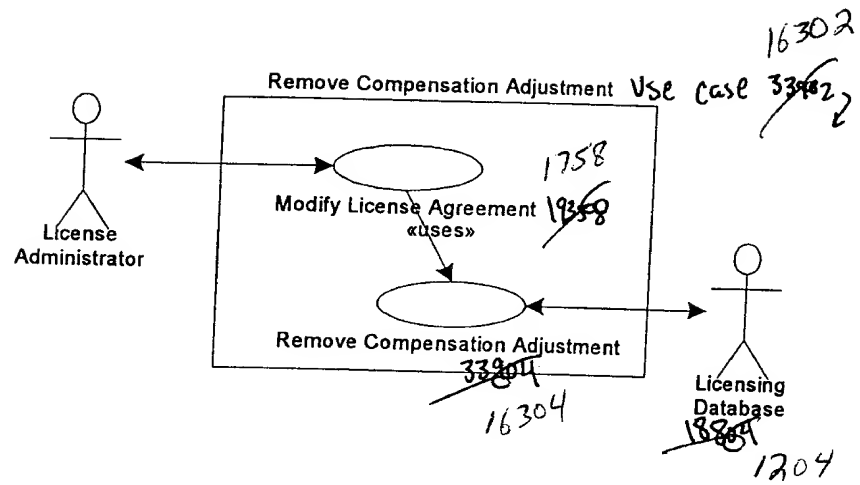 16302
Remove Compensation Adjustment Use case
1758
Modify License Agreement
«uses»
License
Administrator
Remove Compensation Adjustment
16304
Licensing
Database
1204